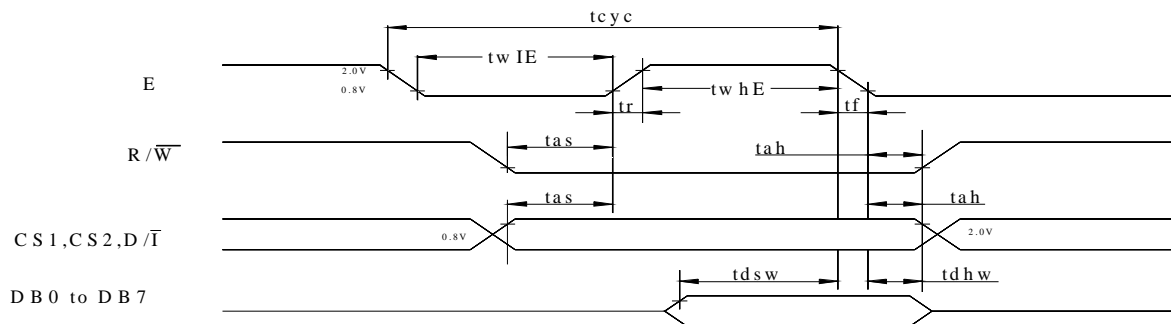 tcyc
twIE
2.0V
E
0.8V
twhE
tr
tf
R/W̅
tas
tah
tas
tah
CS1,CS2,D/I̅
0.8V
2.0V
tdsw
tdhw
DB0 to DB7